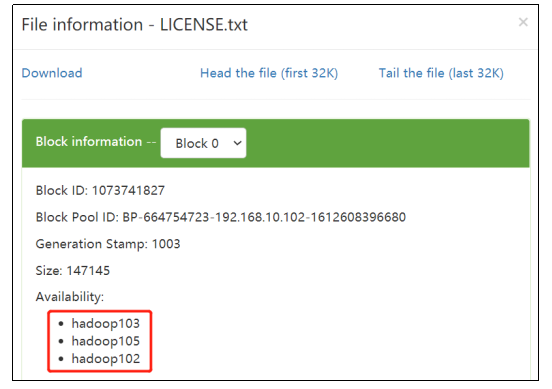 File information - LICENSE.txt ×
Download Head the file (first 32K) Tail the file (last 32K)
Block information -- Block 0
Block ID: 1073741827
Block Pool ID: BP-664754723-192.168.10.102-1612608396680
Generation Stamp: 1003
Size: 147145
Availability:
• hadoop103
• hadoop105
• hadoop102